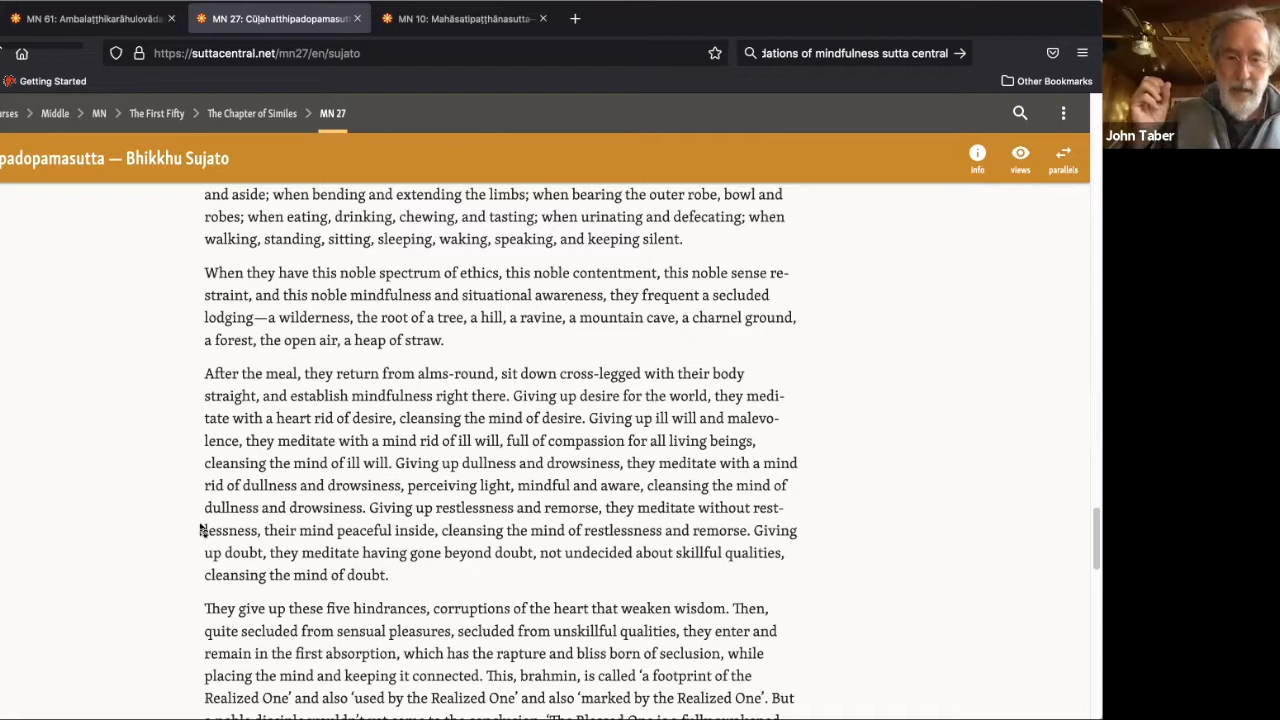 MN 61: Ambalaṭṭhikarāhulovāda
MN 27: Cūḷahatthipadopamasutt
MN 10: Mahāsatipaṭṭhānasutta—
https://suttacentral.net/mn27/en/sujato
dations of mindfulness sutta central
Getting Started
Other Bookmarks
urses > Middle > MN > The First Fifty > The Chapter of Similes > MN 27
padopamasutta — Bhikkhu Sujato
info
views
parallels
John Taber
and aside; when bending and extending the limbs; when bearing the outer robe, bowl and
robes; when eating, drinking, chewing, and tasting; when urinating and defecating; when
walking, standing, sitting, sleeping, waking, speaking, and keeping silent.
When they have this noble spectrum of ethics, this noble contentment, this noble sense re-
straint, and this noble mindfulness and situational awareness, they frequent a secluded
lodging—a wilderness, the root of a tree, a hill, a ravine, a mountain cave, a charnel ground,
a forest, the open air, a heap of straw.
After the meal, they return from alms-round, sit down cross-legged with their body
straight, and establish mindfulness right there. Giving up desire for the world, they medi-
tate with a heart rid of desire, cleansing the mind of desire. Giving up ill will and malevo-
lence, they meditate with a mind rid of ill will, full of compassion for all living beings,
cleansing the mind of ill will. Giving up dullness and drowsiness, they meditate with a mind
rid of dullness and drowsiness, perceiving light, mindful and aware, cleansing the mind of
dullness and drowsiness. Giving up restlessness and remorse, they meditate without rest-
lessness, their mind peaceful inside, cleansing the mind of restlessness and remorse. Giving
up doubt, they meditate having gone beyond doubt, not undecided about skillful qualities,
cleansing the mind of doubt.
They give up these five hindrances, corruptions of the heart that weaken wisdom. Then,
quite secluded from sensual pleasures, secluded from unskillful qualities, they enter and
remain in the first absorption, which has the rapture and bliss born of seclusion, while
placing the mind and keeping it connected. This, brahmin, is called ‘a footprint of the
Realized One’ and also ‘used by the Realized One’ and also ‘marked by the Realized One’. But
a noble disciple wouldn’t yet come to the conclusion, ‘The Blessed One is a fully awakened